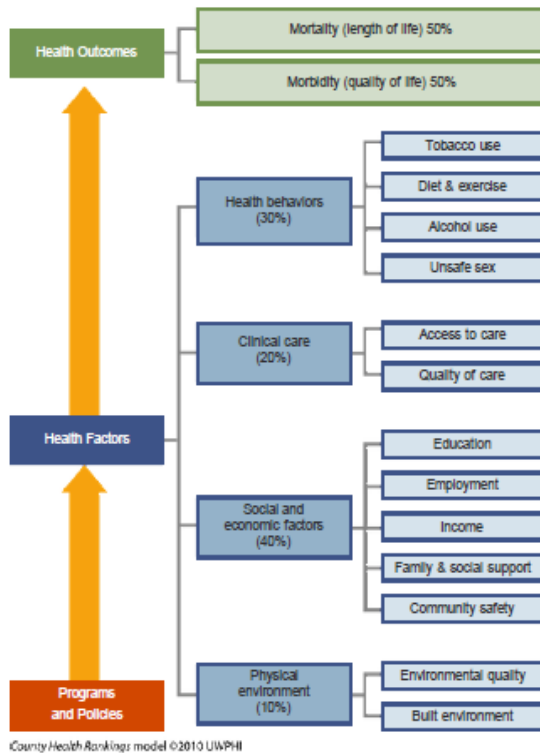 Health Outcomes
Mortality (length of life) 50%
Morbidity (quality of life) 50%
Health Factors
Health behaviors
(30%)
Tobacco use
Diet & exercise
Alcohol use
Unsafe sex
Clinical care
(20%)
Access to care
Quality of care
Social and
economic factors
(40%)
Education
Employment
Income
Family & social support
Community safety
Physical
environment
(10%)
Environmental quality
Built environment
Programs
and Policies
County Health Rankings model ©2010 UWPHI